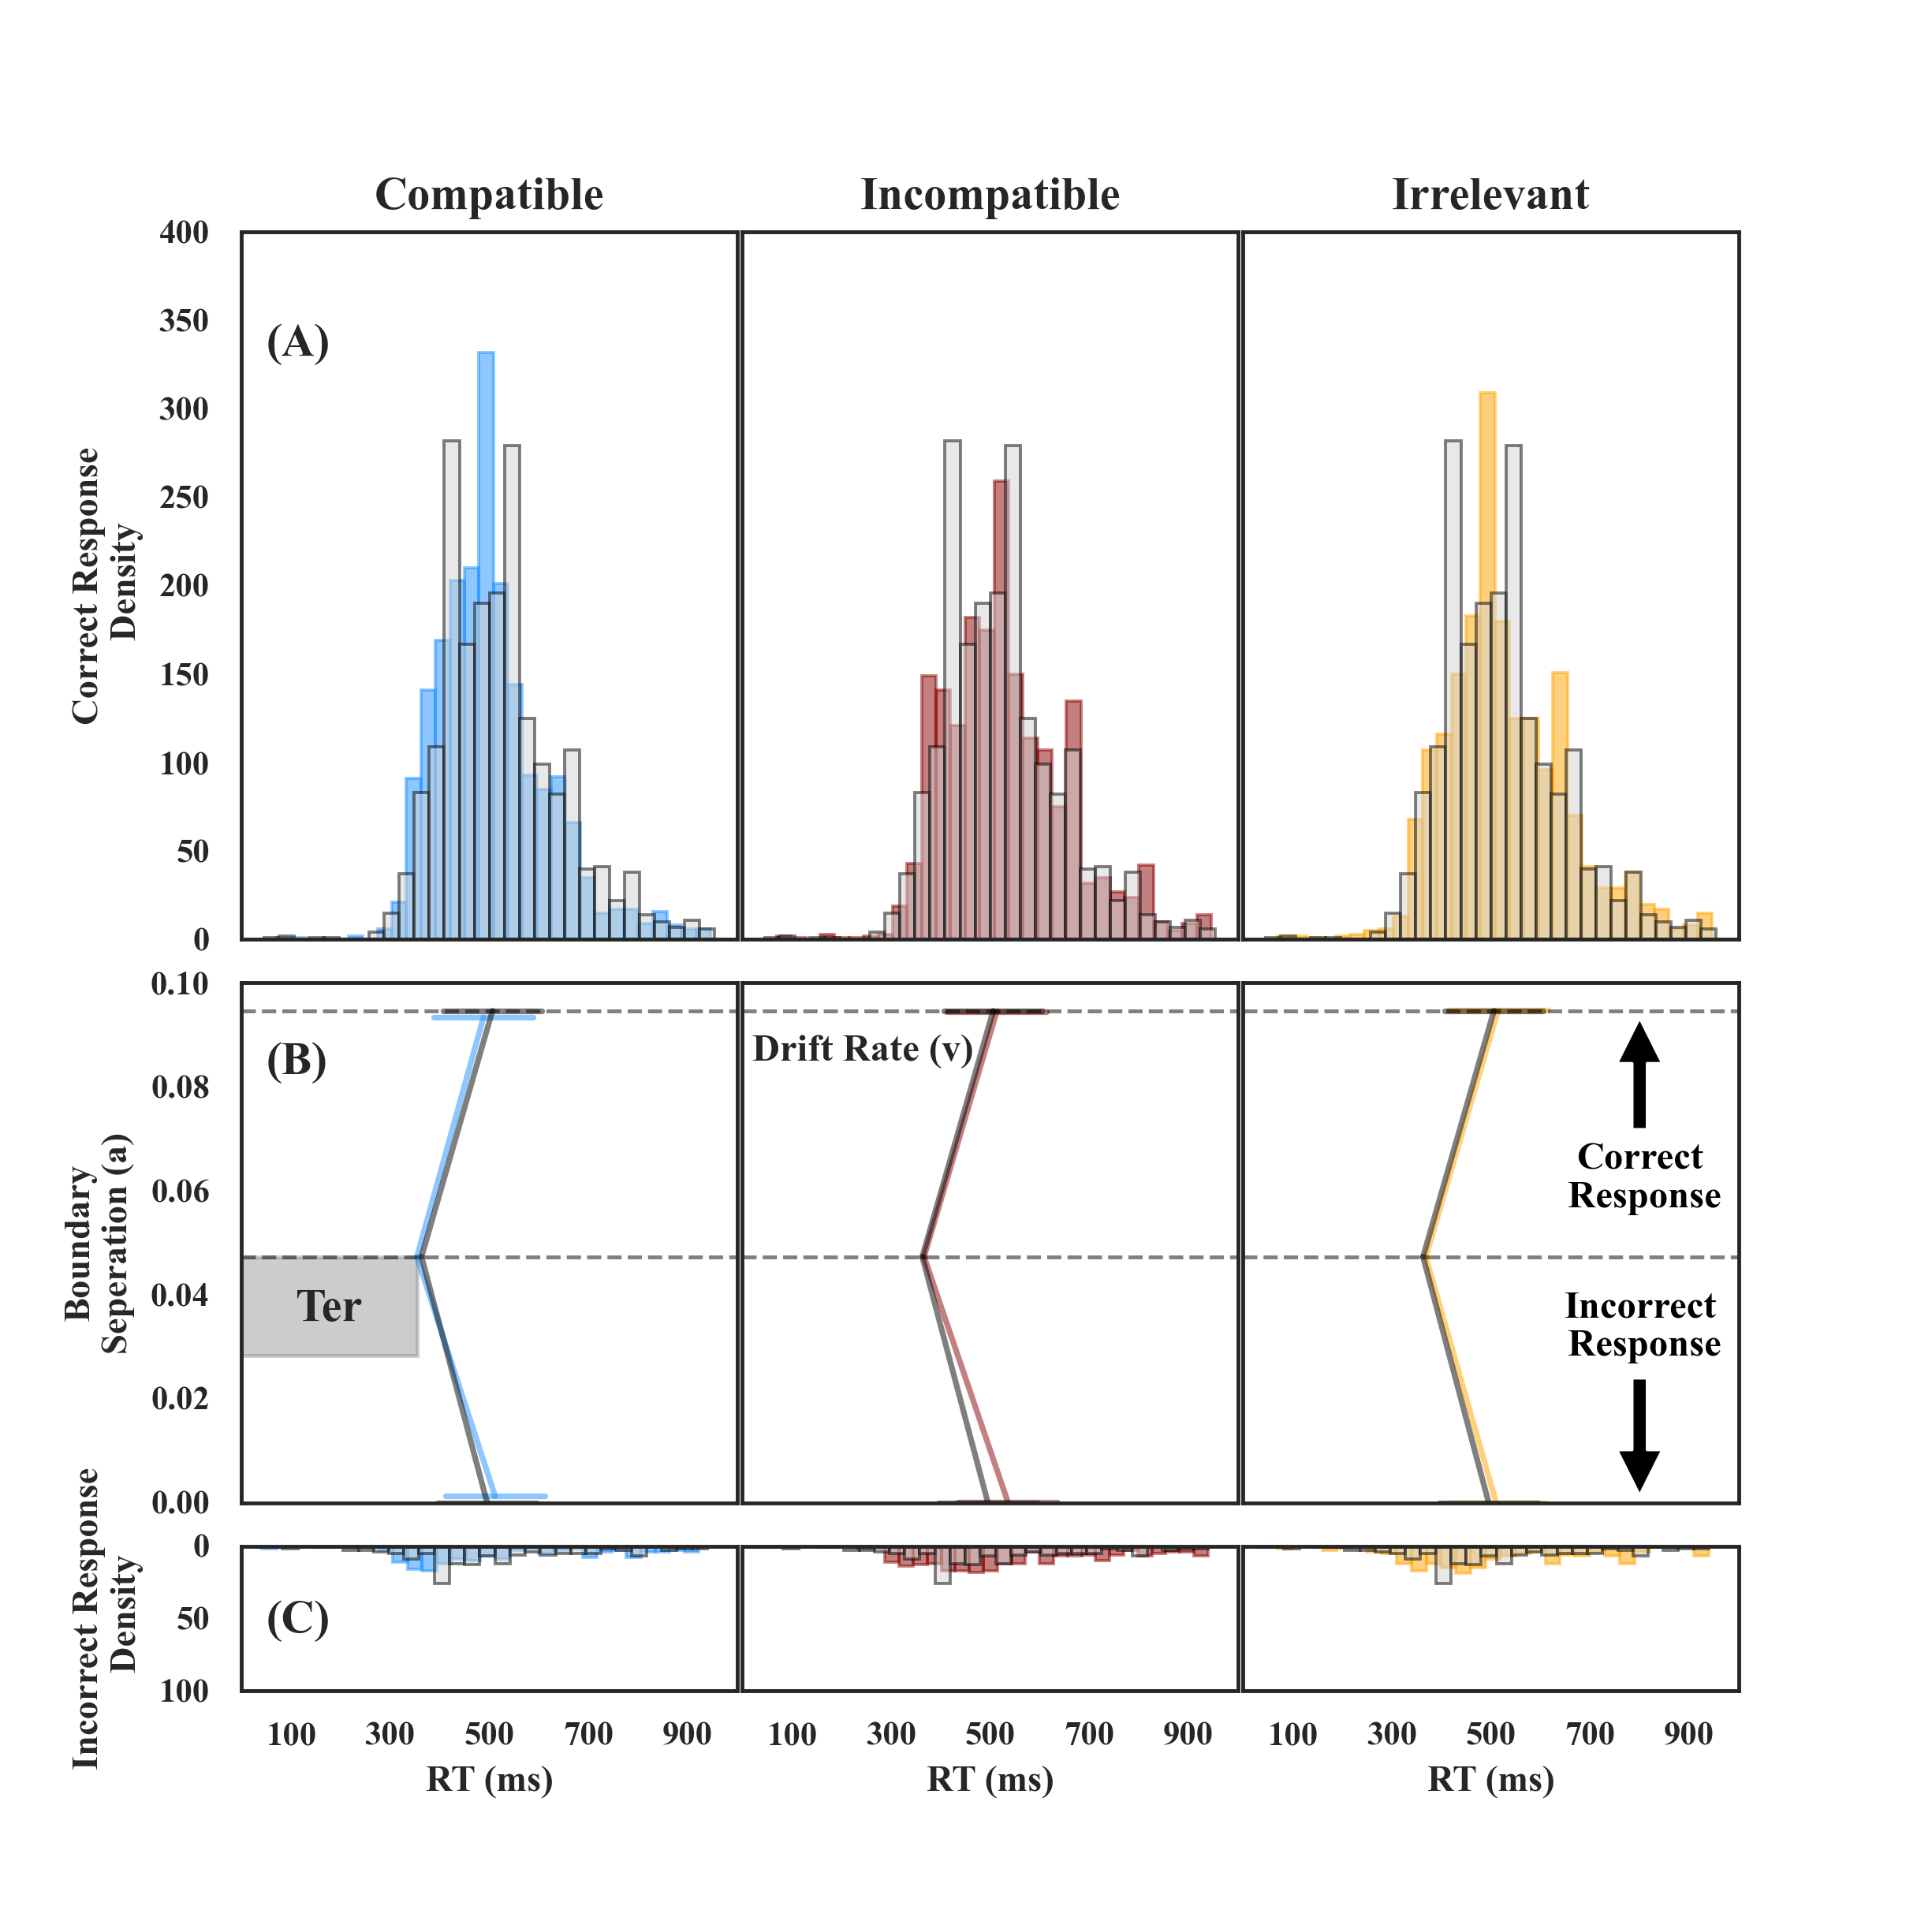 Compatible
Incompatible
Irrelevant
400
350
300
250
200
150
100
50
0
Correct Response
Density
(A)
0.10
0.08
0.06
0.04
0.02
0.00
Boundary
Seperation (a)
(B)
Ter
Drift Rate (v)
Correct
Response
Incorrect
Response
0
50
100
Incorrect Response
Density
(C)
100 300 500 700 900
RT (ms)
100 300 500 700 900
RT (ms)
100 300 500 700 900
RT (ms)